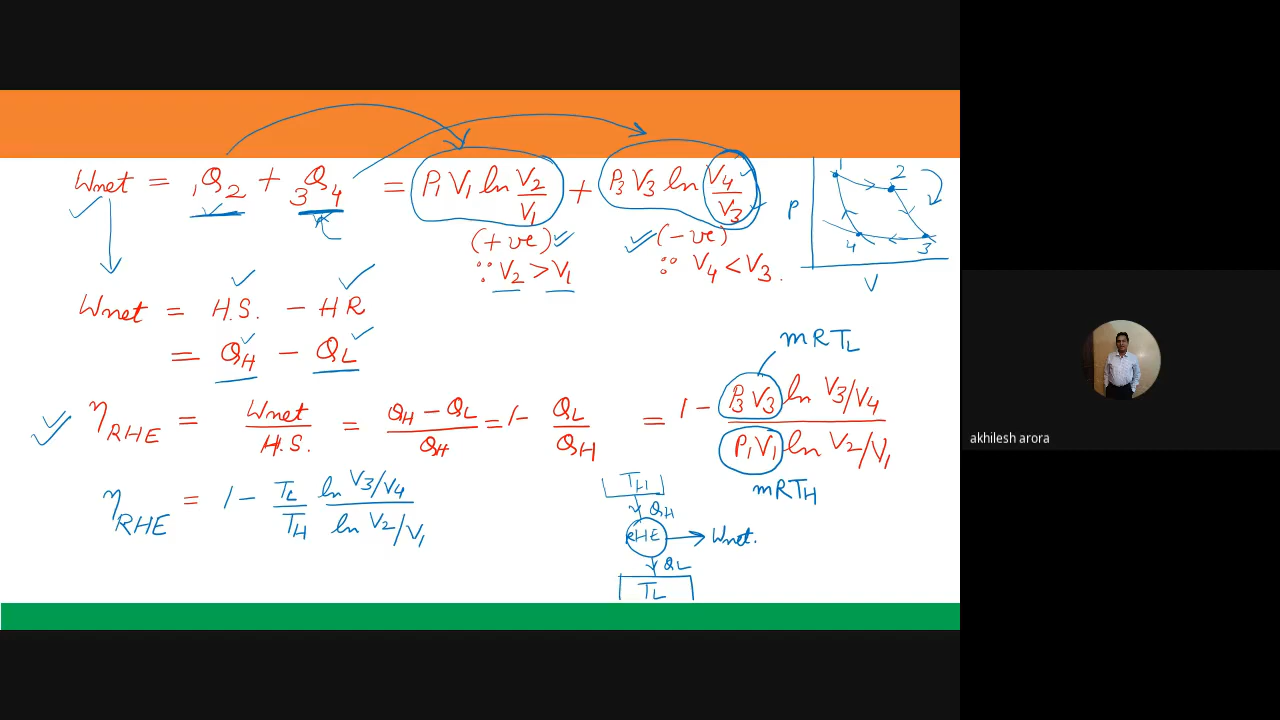 Wnet = ₁Q₂ + ₃Q₄ = P₁V₁ ln V₂/V₁ + P₃V₃ ln V₄/V₃
(+ve) (-ve)
∵ V₂ > V₁ ∵ V₄ < V₃.
1 2
P
4 3
V
Wnet = H.S. - HR
= QH - QL
mRTL
ηRHE = Wnet/H.S. = QH - QL/QH = 1 - QL/QH = 1 - P₃V₃ ln V₃/V₄ / P₁V₁ ln V₂/V₁
mRTH
ηRHE = 1 - TL/TH ln V₃/V₄ / ln V₂/V₁
TH
QH
RHE Wnet.
QL
TL
akhilesh arora